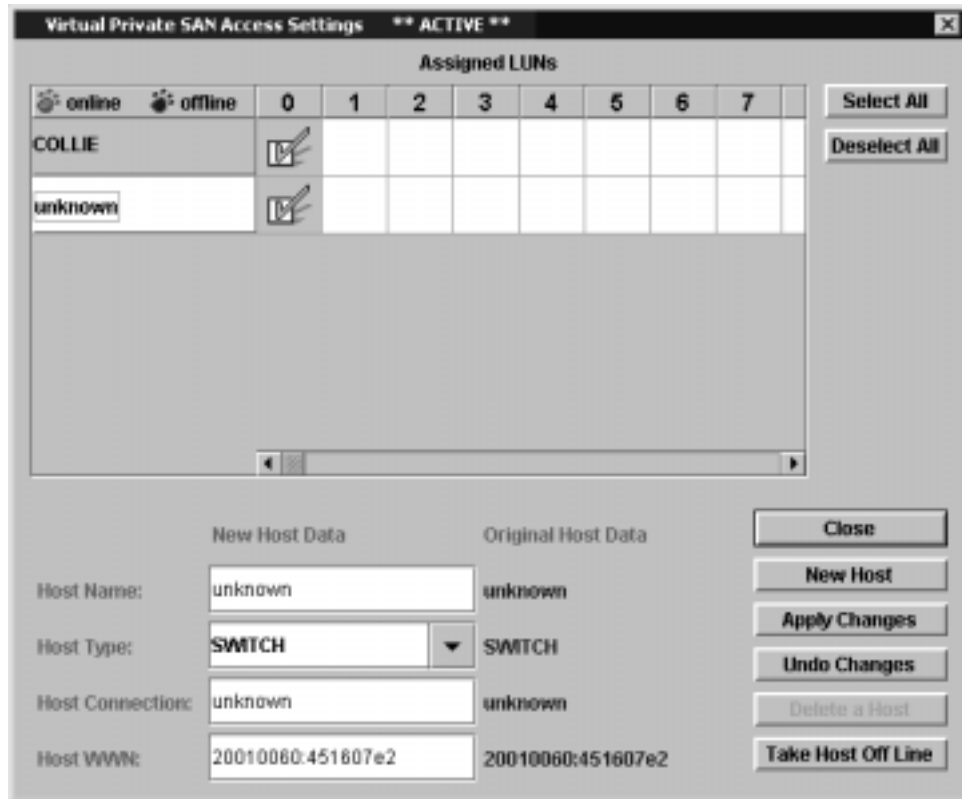 Virtual Private SAN Access Settings ** ACTIVE **
Assigned LUNs
online offline 0 1 2 3 4 5 6 7
Select All
COLLIE
Deselect All
unknown
New Host Data Original Host Data
Close
Host Name: unknown unknown
New Host
Host Type: SWITCH SWITCH
Apply Changes
Undo Changes
Host Connection: unknown unknown
Delete a Host
Host WWN: 20010060:451607e2 20010060:451607e2
Take Host Off Line